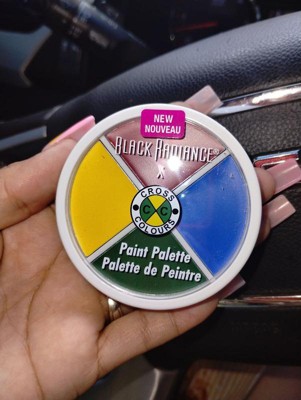 NEW
NOUVEAU
BLACK RADIANCE®
X
CROSS
CC
COLOURS
Paint Palette
Palette de Peintre